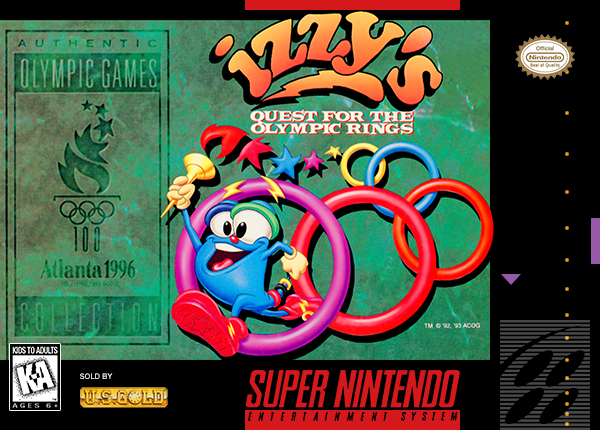 AUTHENTIC
OLYMPIC GAMES
100
Atlanta 1996
COLLECTION
izzy's
QUEST FOR THE
OLYMPIC RINGS
Official
Nintendo
Seal of Quality
TM © '92, '93 ACOG
KIDS TO ADULTS
K-A
AGES 6+
SOLD BY
U.S. GOLD
SUPER NINTENDO
ENTERTAINMENT SYSTEM